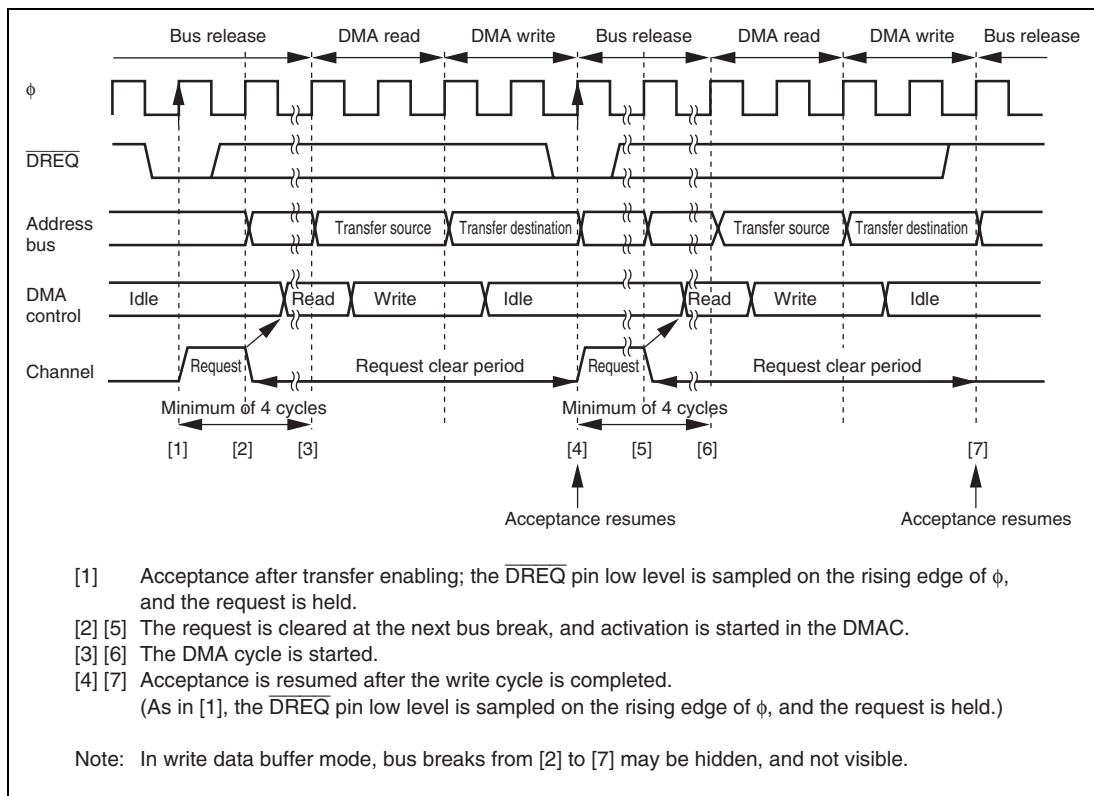 Bus release DMA read DMA write Bus release DMA read DMA write Bus release
ϕ
DREQ
Address bus
Transfer source Transfer destination Transfer source Transfer destination
DMA control
Idle Read Write Idle Read Write Idle
Channel
Request Request clear period Request Request clear period
Minimum of 4 cycles Minimum of 4 cycles
[1] [2] [3] [4] [5] [6] [7]
Acceptance resumes Acceptance resumes
[1] Acceptance after transfer enabling; the DREQ pin low level is sampled on the rising edge of ϕ,
and the request is held.
[2] [5] The request is cleared at the next bus break, and activation is started in the DMAC.
[3] [6] The DMA cycle is started.
[4] [7] Acceptance is resumed after the write cycle is completed.
(As in [1], the DREQ pin low level is sampled on the rising edge of ϕ, and the request is held.)
Note: In write data buffer mode, bus breaks from [2] to [7] may be hidden, and not visible.